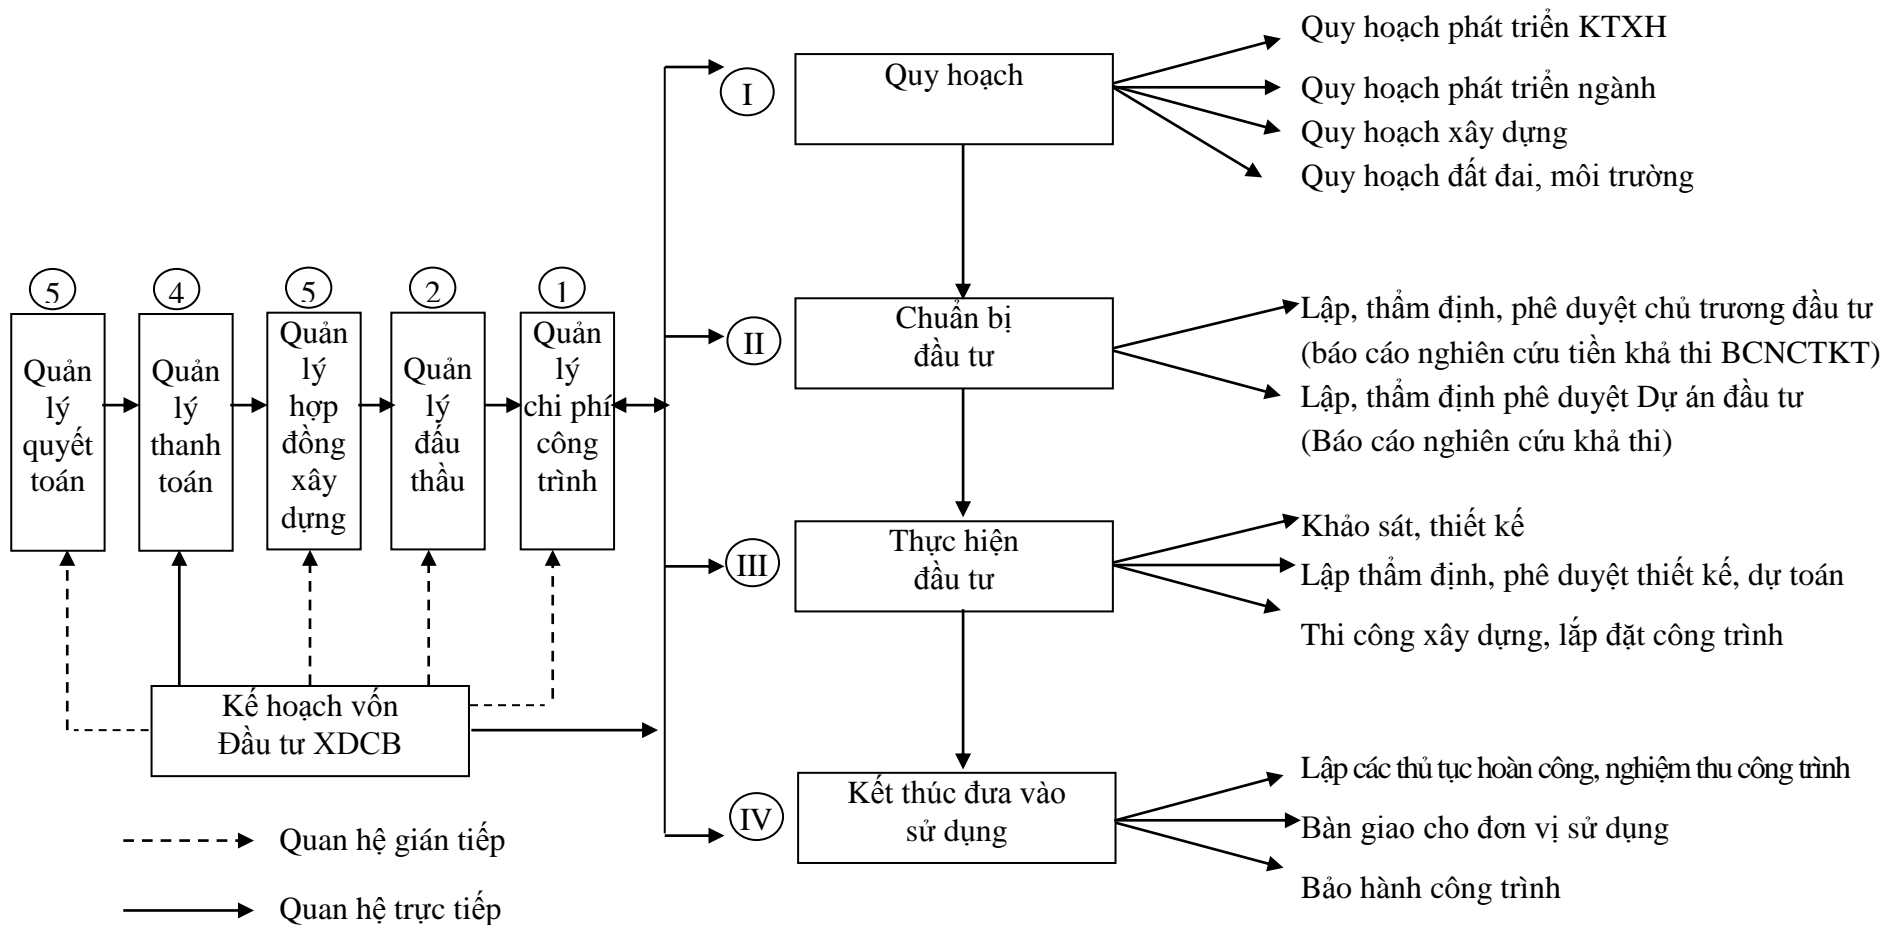 Quy hoạch phát triển KTXH
I
Quy hoạch
Quy hoạch phát triển ngành
Quy hoạch xây dựng
Quy hoạch đất đai, môi trường
5
4
5
2
1
Quản
lý
quyết
toán
Quản
lý
thanh
toán
Quản
lý
hợp
đồng
xây
dựng
Quản
lý
đấu
thầu
Quản
lý
chi phí
công
trình
II
Chuẩn bị
đầu tư
Lập, thẩm định, phê duyệt chủ trương đầu tư
(báo cáo nghiên cứu tiền khả thi BCNCTKT)
Lập, thẩm định phê duyệt Dự án đầu tư
(Báo cáo nghiên cứu khả thi)
III
Thực hiện
đầu tư
Khảo sát, thiết kế
Lập thẩm định, phê duyệt thiết kế, dự toán
Thi công xây dựng, lắp đặt công trình
Kế hoạch vốn
Đầu tư XDCB
IV
Kết thúc đưa vào
sử dụng
Lập các thủ tục hoàn công, nghiệm thu công trình
Bàn giao cho đơn vị sử dụng
Bảo hành công trình
Quan hệ gián tiếp
Quan hệ trực tiếp